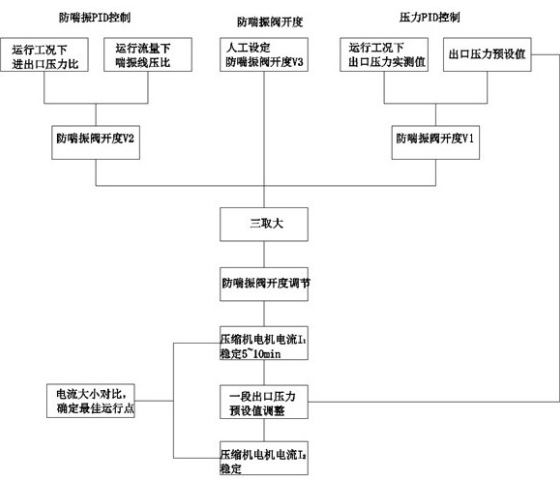 防喘振PID控制
防喘振阀开度
压力PID控制
运行工况下
进出口压力比
运行流量下
喘振线压比
人工设定
防喘振阀开度V3
运行工况下
出口压力实测值
出口压力预设值
防喘振阀开度V2
防喘振阀开度V1
三取大
防喘振阀开度调节
压缩机电机电流I₁
稳定5~10min
电流大小对比，
确定最佳运行点
一段出口压力
预设值调整
压缩机电机电流I₂
稳定